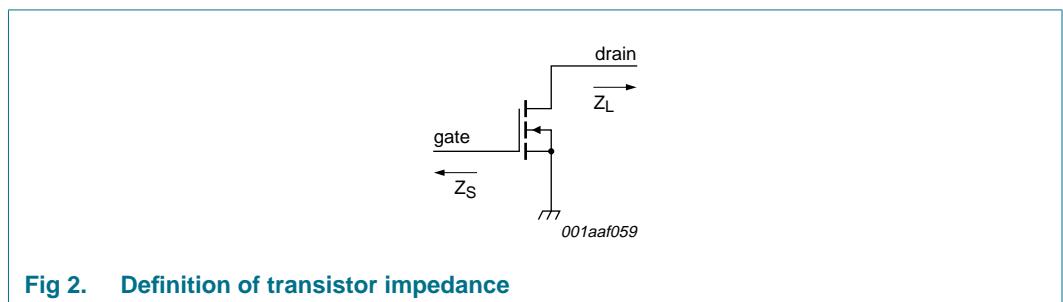 drain
Z_L
gate
Z_S
001aaf059
Fig 2. Definition of transistor impedance